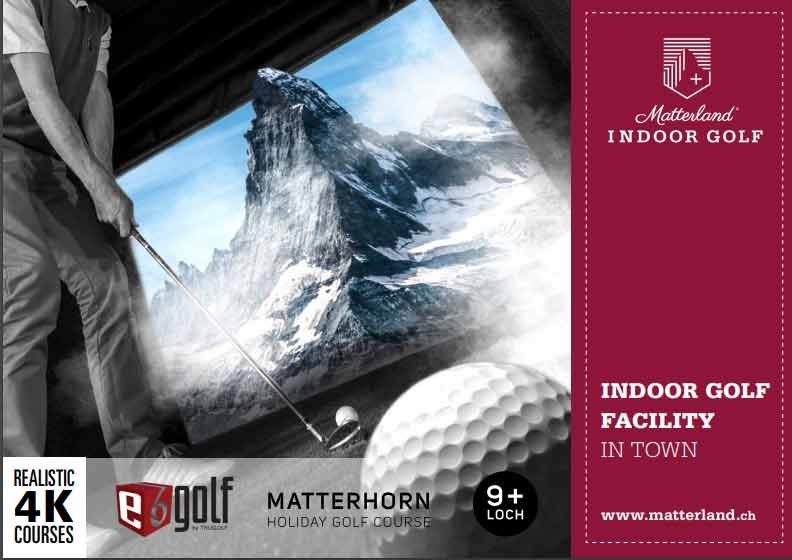 Matterland
INDOOR GOLF
INDOOR GOLF
FACILITY
IN TOWN
www.matterland.ch
REALISTIC
4K
COURSES
e6golf
by TRUGOLF
MATTERHORN
HOLIDAY GOLF COURSE
9+
LOCH